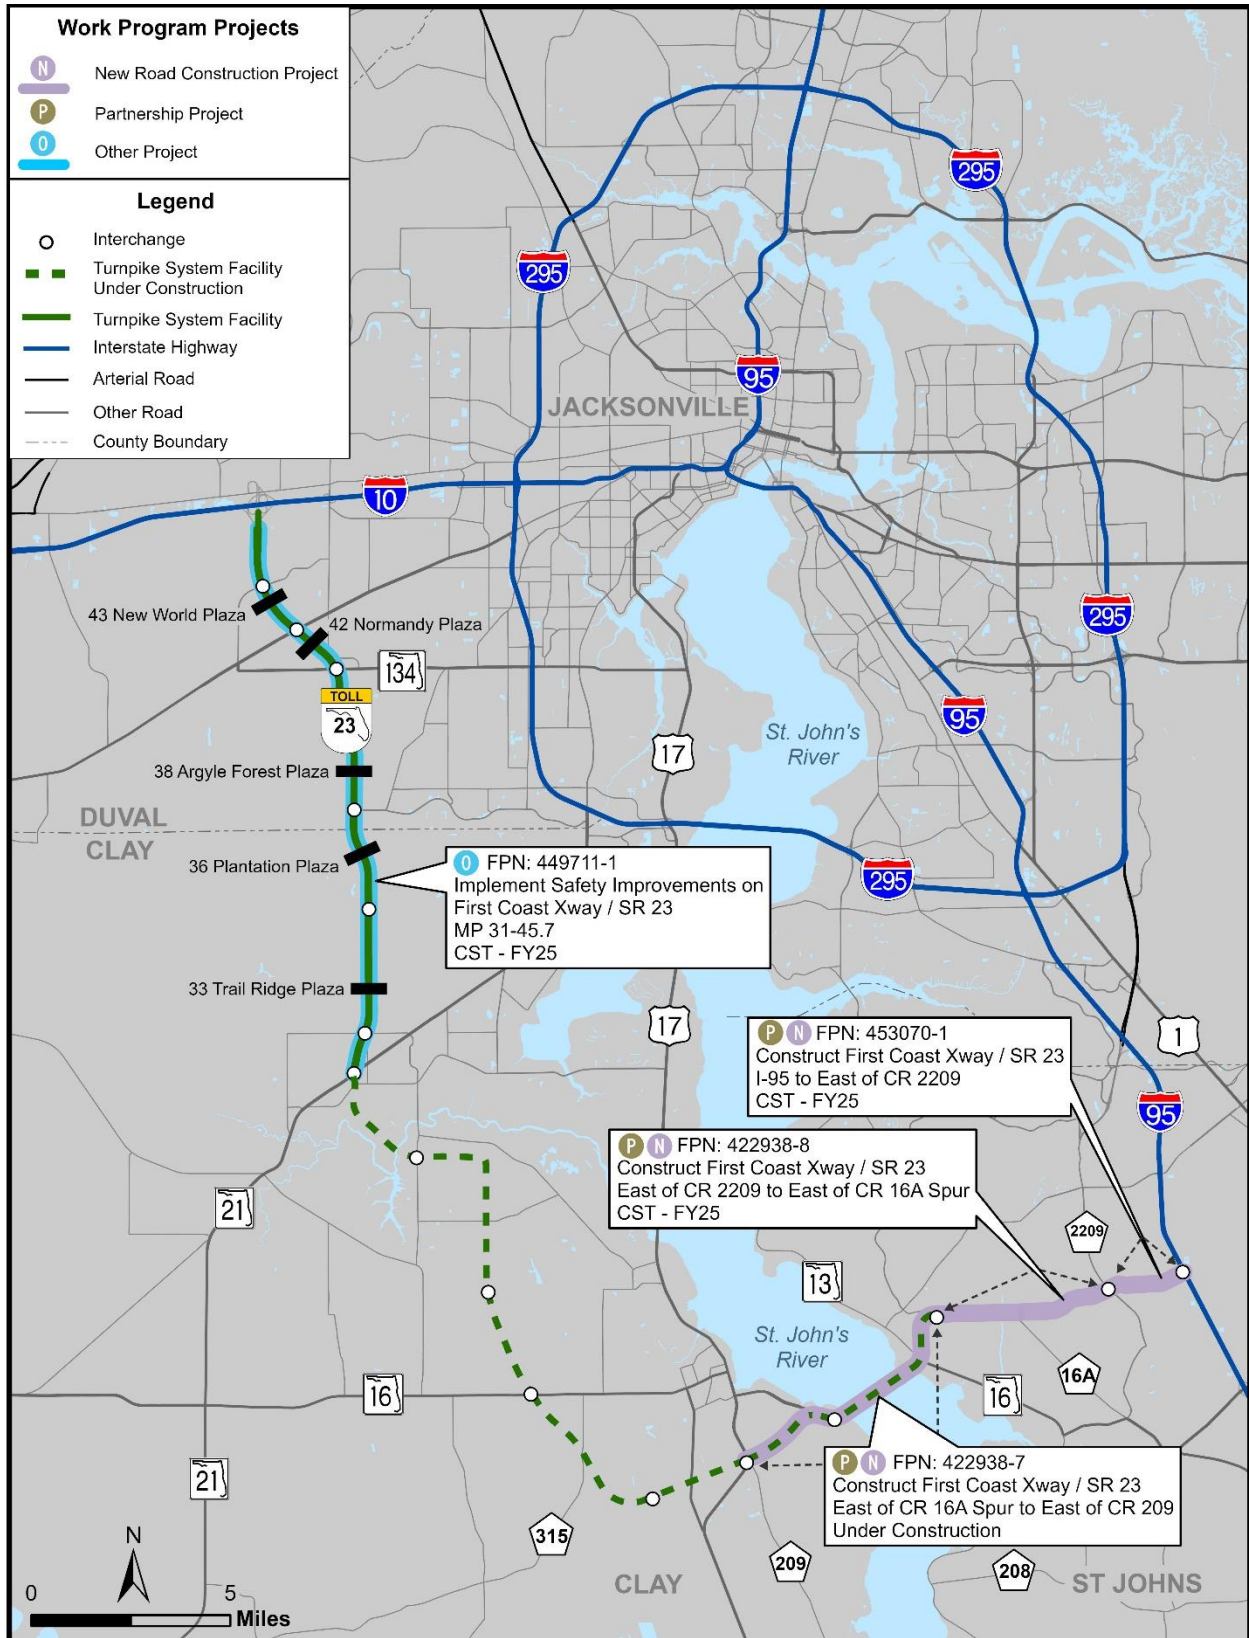 Work Program Projects
N
New Road Construction Project
P
Partnership Project
O
Other Project
Legend
Interchange
Turnpike System Facility
Under Construction
Turnpike System Facility
Interstate Highway
Arterial Road
Other Road
County Boundary
295
295
95
JACKSONVILLE
10
43 New World Plaza
42 Normandy Plaza
295
134
TOLL
23
95
St. John's
River
17
38 Argyle Forest Plaza
DUVAL
CLAY
36 Plantation Plaza
O FPN: 449711-1
Implement Safety Improvements on
First Coast Xway / SR 23
MP 31-45.7
CST - FY25
295
33 Trail Ridge Plaza
17
P N FPN: 453070-1
Construct First Coast Xway / SR 23
I-95 to East of CR 2209
CST - FY25
1
95
P N FPN: 422938-8
Construct First Coast Xway / SR 23
East of CR 2209 to East of CR 16A Spur
CST - FY25
21
2209
13
St. John's
River
16A
16
16
P N FPN: 422938-7
Construct First Coast Xway / SR 23
East of CR 16A Spur to East of CR 209
Under Construction
21
315
209
208
N
CLAY
ST JOHNS
0 5
Miles